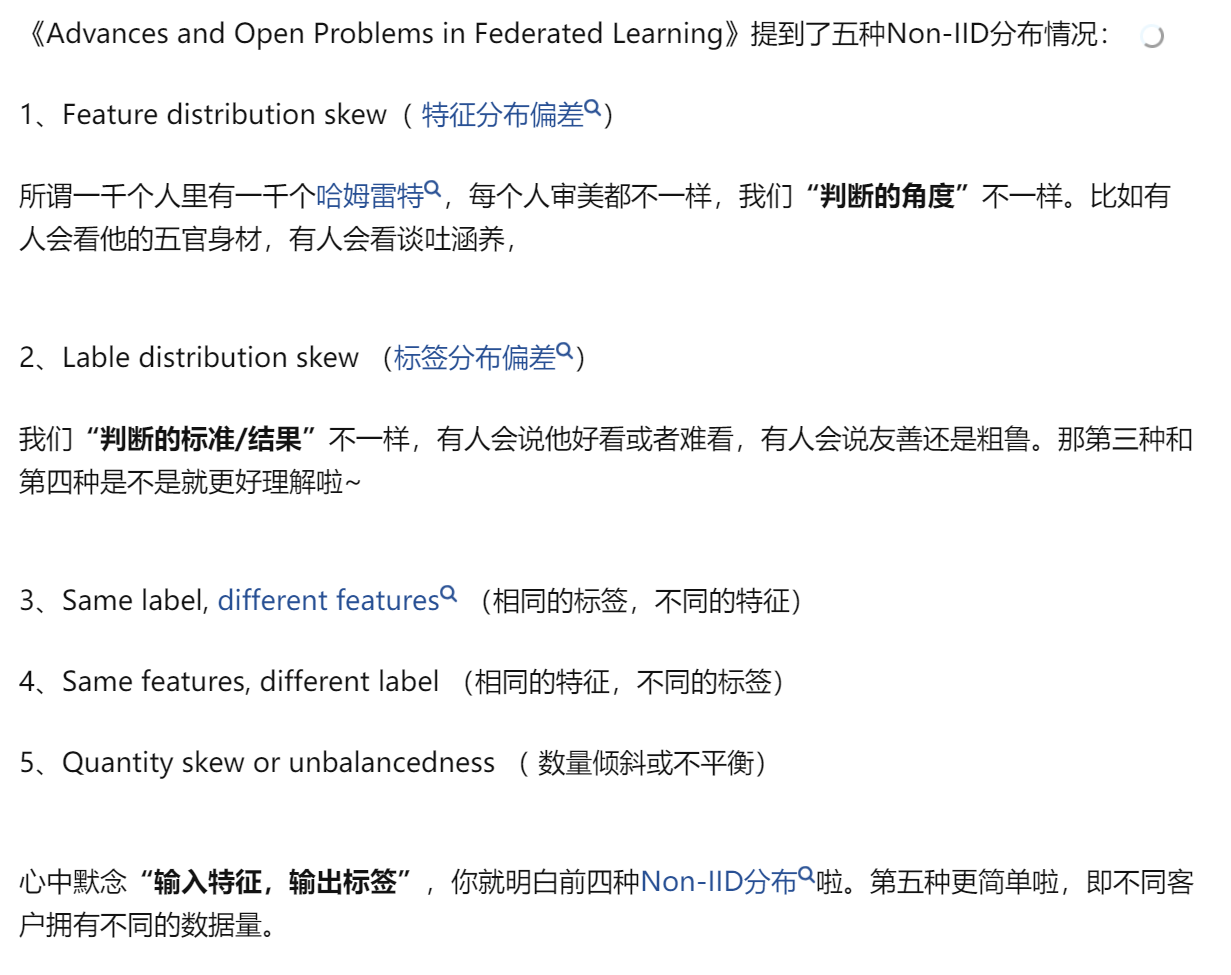 《Advances and Open Problems in Federated Learning》提到了五种Non-IID分布情况：
1、Feature distribution skew（ 特征分布偏差）
所谓一千个人里有一千个哈姆雷特，每个人审美都不一样，我们“判断的角度”不一样。比如有
人会看他的五官身材，有人会看谈吐涵养，
2、Lable distribution skew （标签分布偏差）
我们“判断的标准/结果”不一样，有人会说他好看或者难看，有人会说友善还是粗鲁。那第三种和
第四种是不是就更好理解啦~
3、Same label, different features （相同的标签，不同的特征）
4、Same features, different label （相同的特征，不同的标签）
5、Quantity skew or unbalancedness （ 数量倾斜或不平衡）
心中默念“输入特征，输出标签”，你就明白前四种Non-IID分布啦。第五种更简单啦，即不同客
户拥有不同的数据量。